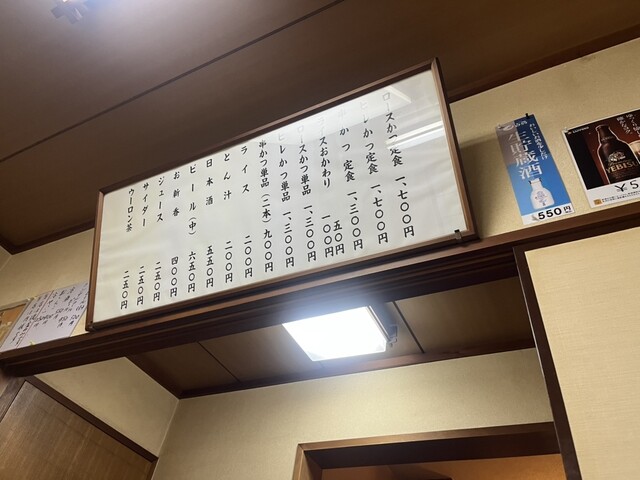 ロースかつ定食 一、七〇〇円
ヒレかつ定食 一、七〇〇円
かつ定食 一、三〇〇円
五〇円
スおかわり 一〇〇円
ロースかつ単品 一、三〇〇円
ヒレかつ単品 一、三〇〇円
串かつ単品(二本) 九〇〇円
ライス 二〇〇円
とん汁 二〇〇円
日本酒 五五〇円
ビール(中) 六五〇円
お新香 四〇〇円
ジュース 二五〇円
サイダー 二五〇円
ウーロン茶 二五〇円
生貯蔵酒
550円
YEBISU
¥5